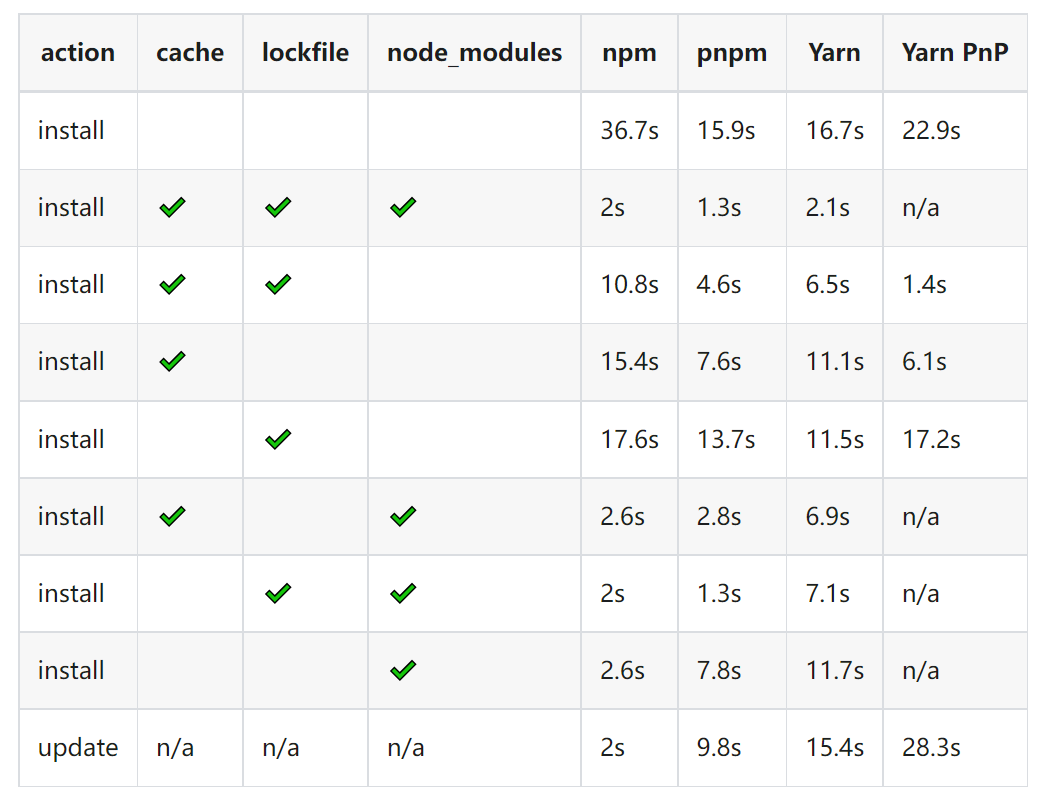 action cache lockfile node_modules npm pnpm Yarn Yarn PnP
install 36.7s 15.9s 16.7s 22.9s
install ✔ ✔ ✔ 2s 1.3s 2.1s n/a
install ✔ ✔ 10.8s 4.6s 6.5s 1.4s
install ✔ 15.4s 7.6s 11.1s 6.1s
install ✔ 17.6s 13.7s 11.5s 17.2s
install ✔ ✔ 2.6s 2.8s 6.9s n/a
install ✔ ✔ 2s 1.3s 7.1s n/a
install ✔ 2.6s 7.8s 11.7s n/a
update n/a n/a n/a 2s 9.8s 15.4s 28.3s